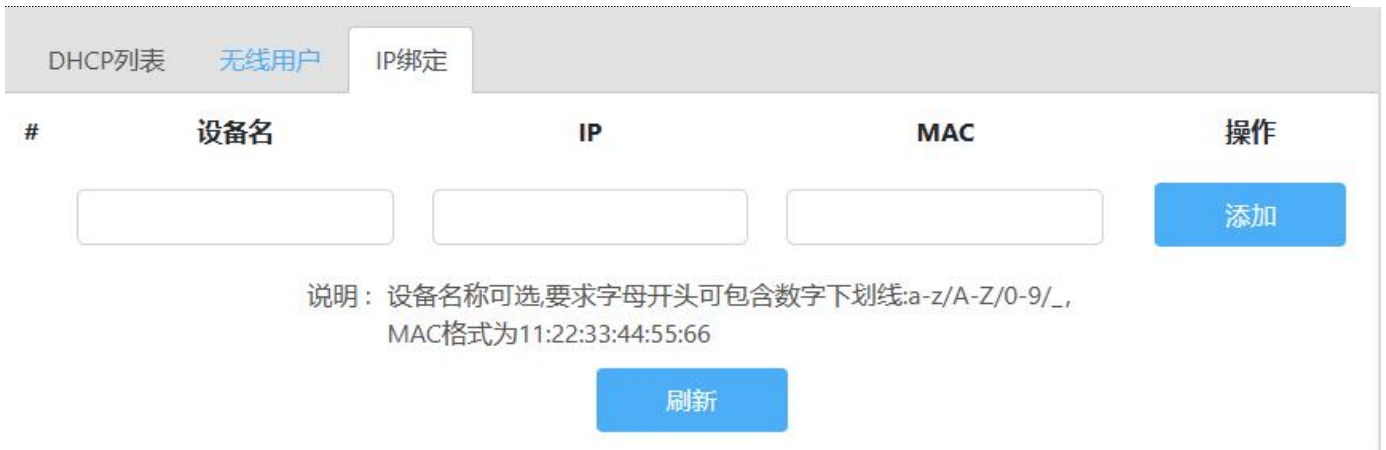 DHCP列表 无线用户 IP绑定
# 设备名 IP MAC 操作
添加
说明： 设备名称可选,要求字母开头可包含数字下划线:a-z/A-Z/0-9/_,
MAC格式为11:22:33:44:55:66
刷新